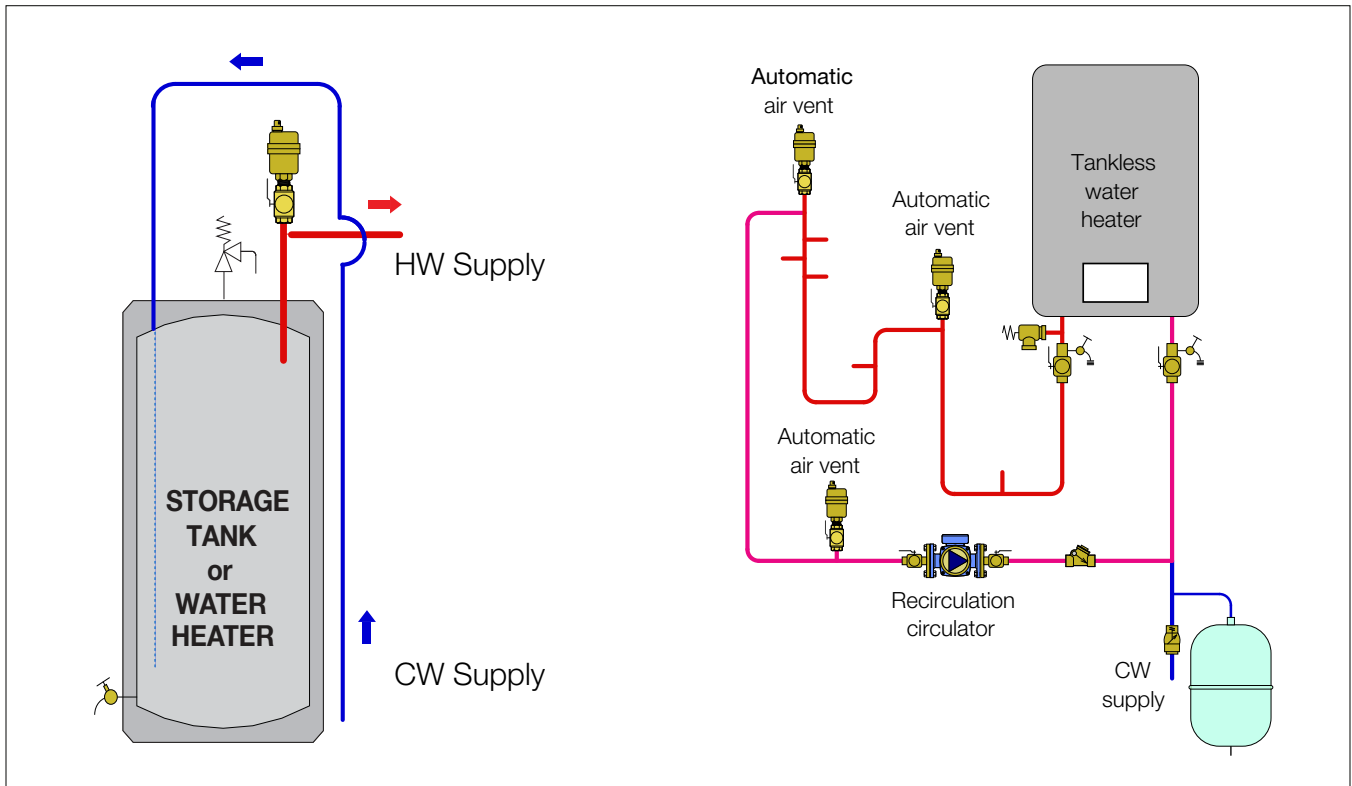 HW Supply
STORAGE
TANK
or
WATER
HEATER
CW Supply
Automatic
air vent
Automatic
air vent
Tankless
water
heater
Automatic
air vent
Recirculation
circulator
CW
supply